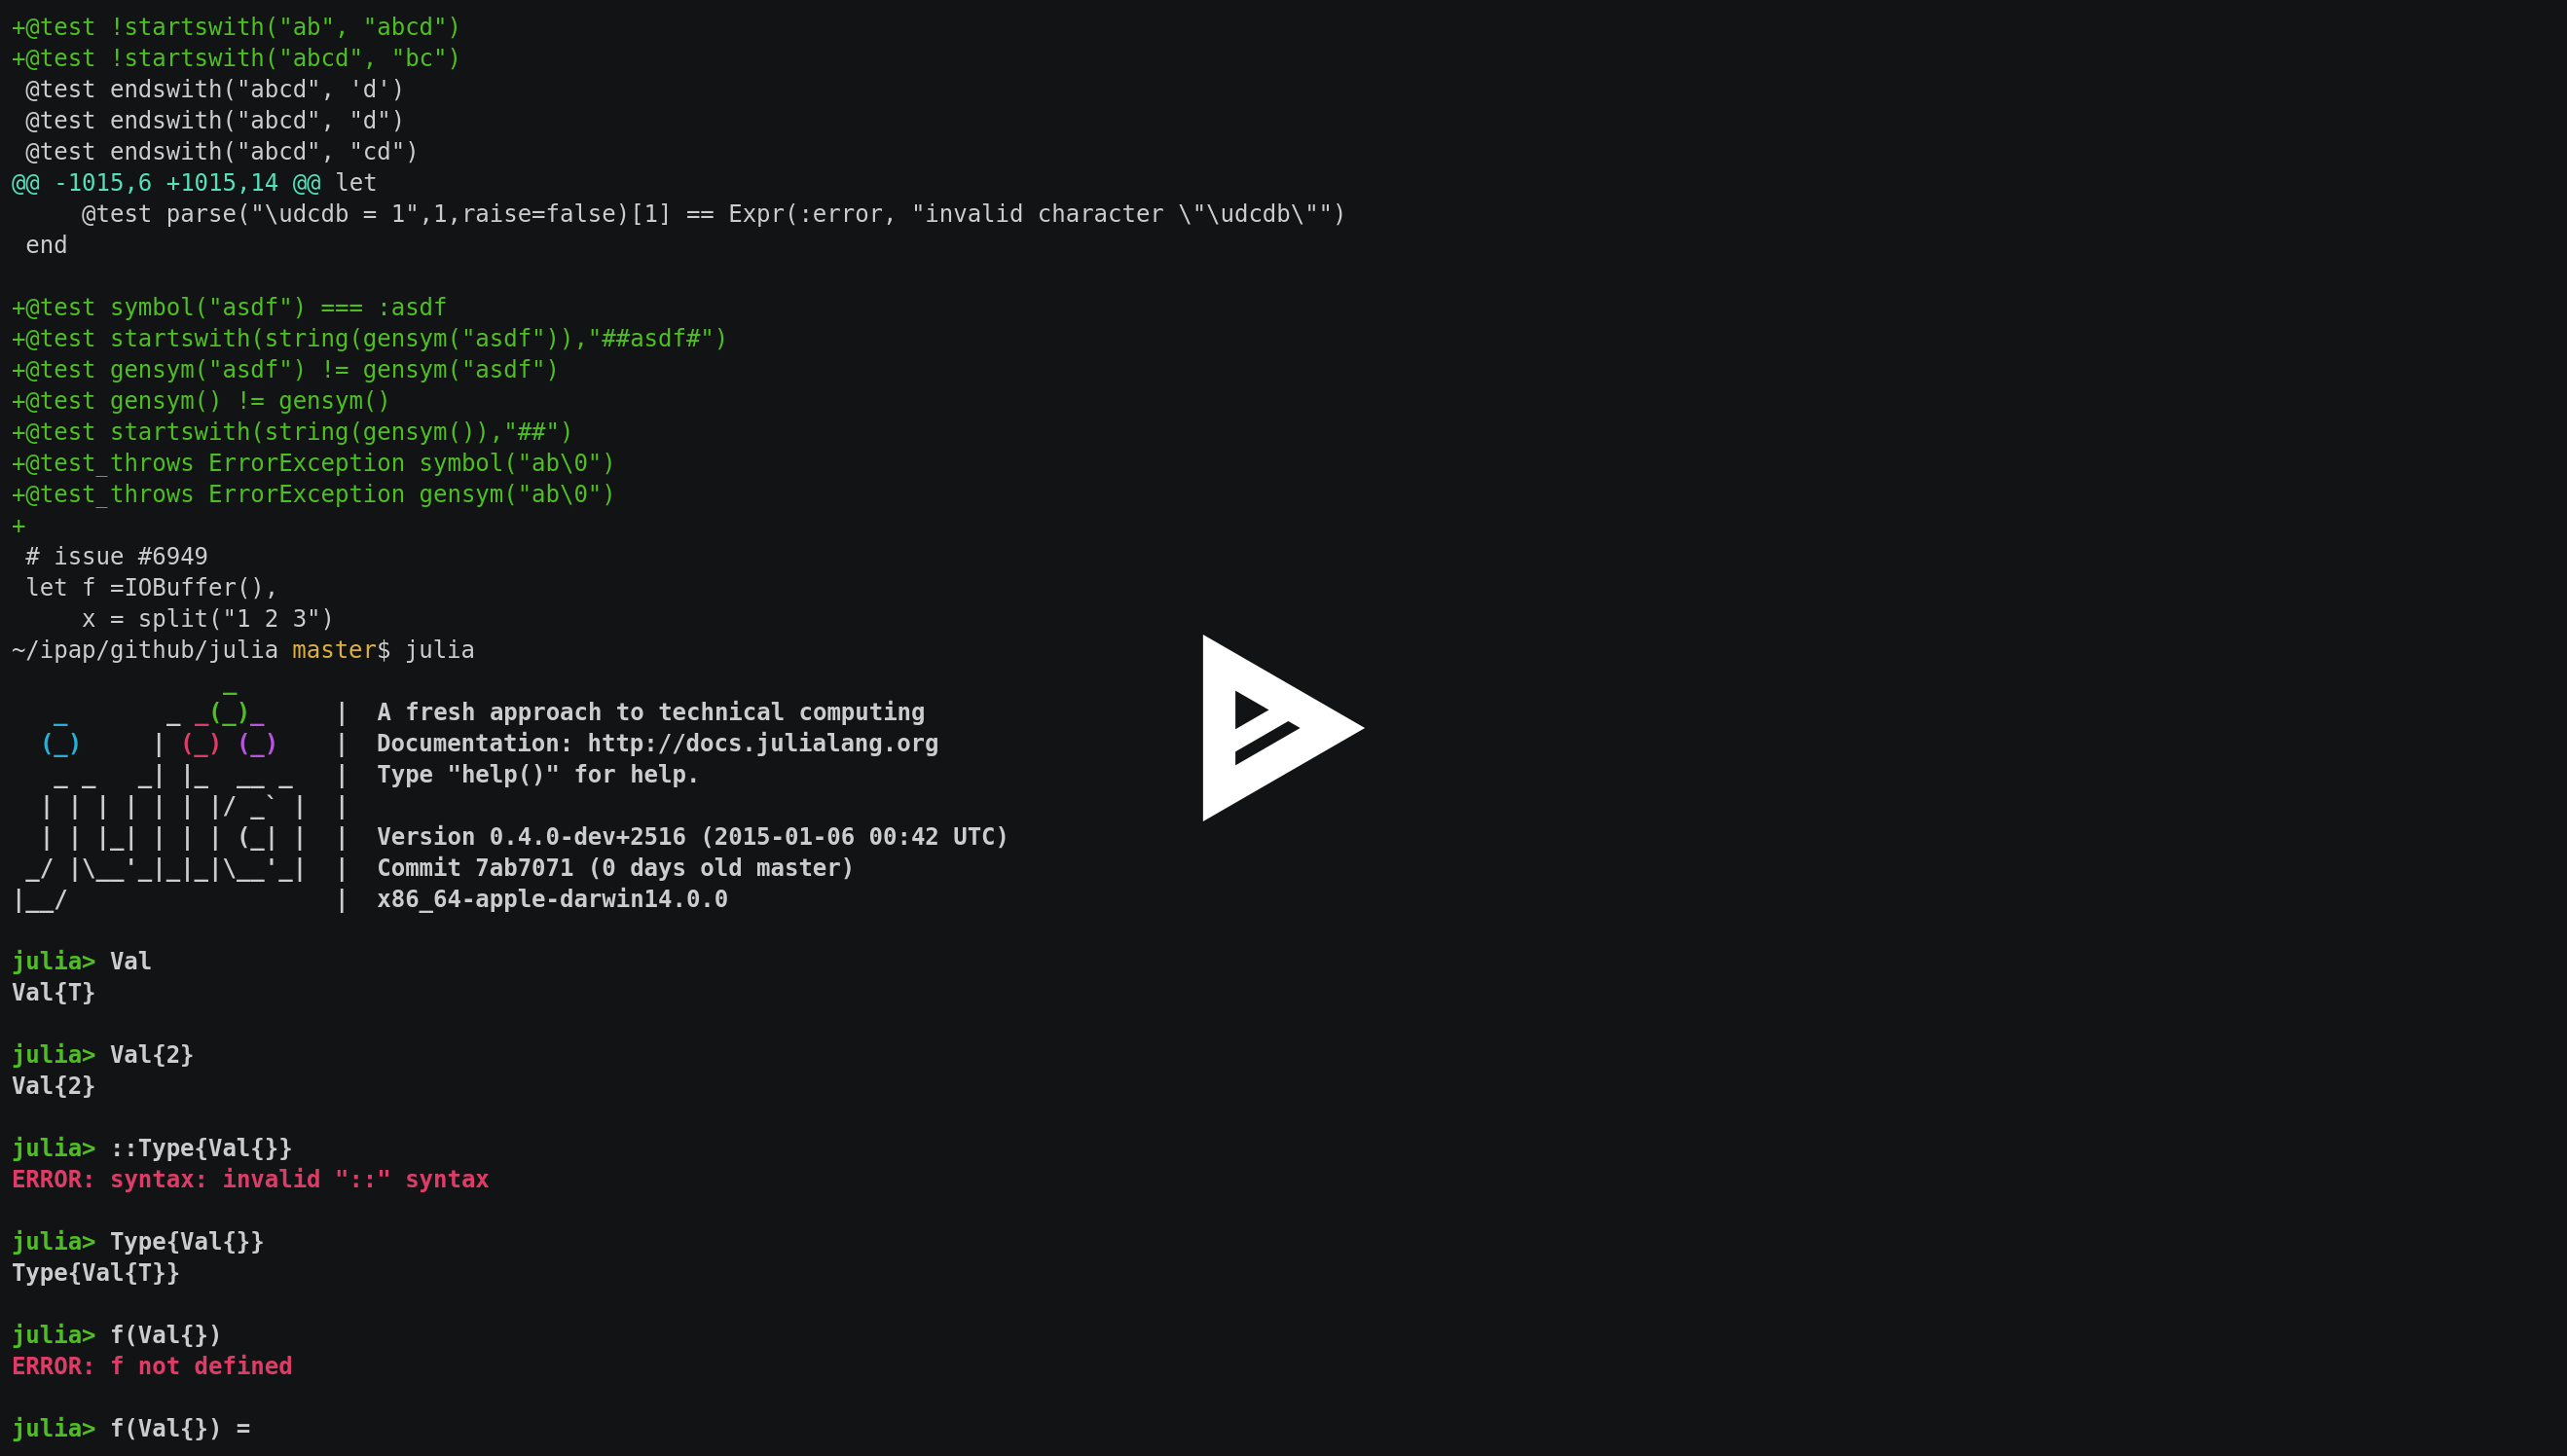 +@test !startswith("ab", "abcd")
+@test !startswith("abcd", "bc")
 @test endswith("abcd", 'd')
 @test endswith("abcd", "d")
 @test endswith("abcd", "cd")
@@ -1015,6 +1015,14 @@ let
     @test parse("\udcdb = 1",1,raise=false)[1] == Expr(:error, "invalid character \"\udcdb\"")
 end

+@test symbol("asdf") === :asdf
+@test startswith(string(gensym("asdf")),"##asdf#")
+@test gensym("asdf") != gensym("asdf")
+@test gensym() != gensym()
+@test startswith(string(gensym()),"##")
+@test_throws ErrorException symbol("ab\0")
+@test_throws ErrorException gensym("ab\0")
+
 # issue #6949
 let f =IOBuffer(),
     x = split("1 2 3")
~/ipap/github/julia master$ julia
               _
   _       _ _(_)_     |  A fresh approach to technical computing
  (_)     | (_) (_)    |  Documentation: http://docs.julialang.org
   _ _   _| |_  __ _   |  Type "help()" for help.
  | | | | | | |/ _` |  |
  | | |_| | | | (_| |  |  Version 0.4.0-dev+2516 (2015-01-06 00:42 UTC)
 _/ |\__'_|_|_|\__'_|  |  Commit 7ab7071 (0 days old master)
|__/                   |  x86_64-apple-darwin14.0.0

julia> Val
Val{T}

julia> Val{2}
Val{2}

julia> ::Type{Val{}}
ERROR: syntax: invalid "::" syntax

julia> Type{Val{}}
Type{Val{T}}

julia> f(Val{})
ERROR: f not defined

julia> f(Val{}) =